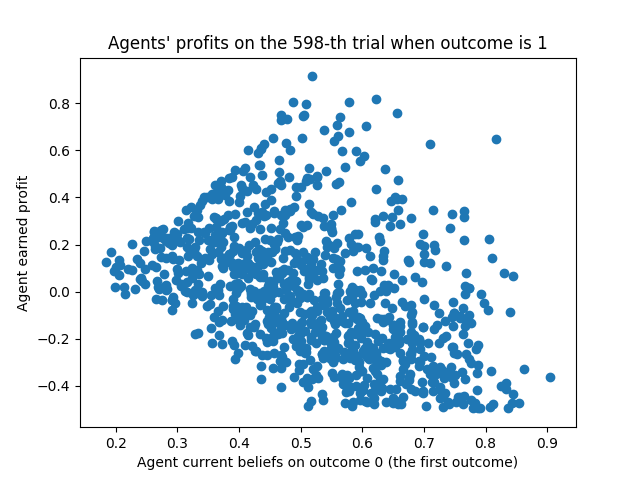 Agents' profits on the 598-th trial when outcome is 1
Agent earned profit
0.8
0.6
0.4
0.2
0.0
−0.2
−0.4
0.2 0.3 0.4 0.5 0.6 0.7 0.8 0.9
Agent current beliefs on outcome 0 (the first outcome)